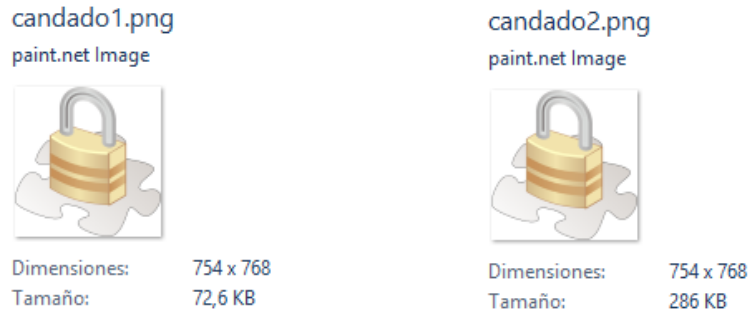 candado1.png
paint.net Image
Dimensiones: 754 x 768
Tamaño: 72,6 KB
candado2.png
paint.net Image
Dimensiones: 754 x 768
Tamaño: 286 KB